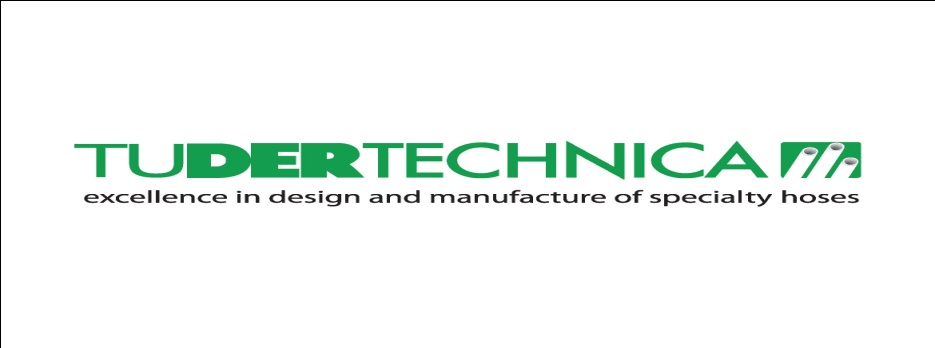 TUDERTECHNICA
excellence in design and manufacture of specialty hoses